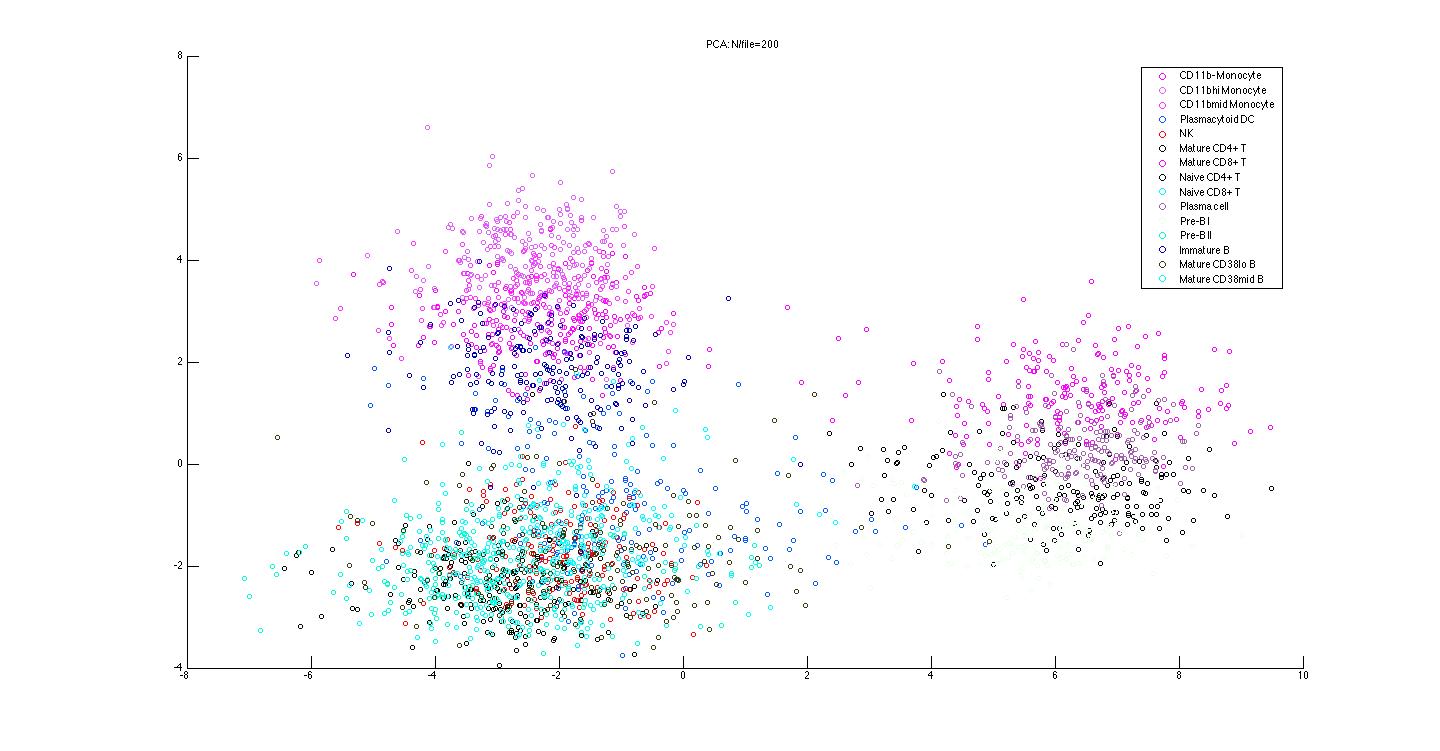 PCA: N/file=200
8
6
4
2
0
-2
-4
-8
-6
-4
-2
0
2
4
6
8
10
CD11b- Monocyte
CD11bhi Monocyte
CD11bmid Monocyte
Plasmacytoid DC
NK
Mature CD4+ T
Mature CD8+ T
Naive CD4+ T
Naive CD8+ T
Plasma cell
Pre-B I
Pre-B II
Immature B
Mature CD38lo B
Mature CD38mid B